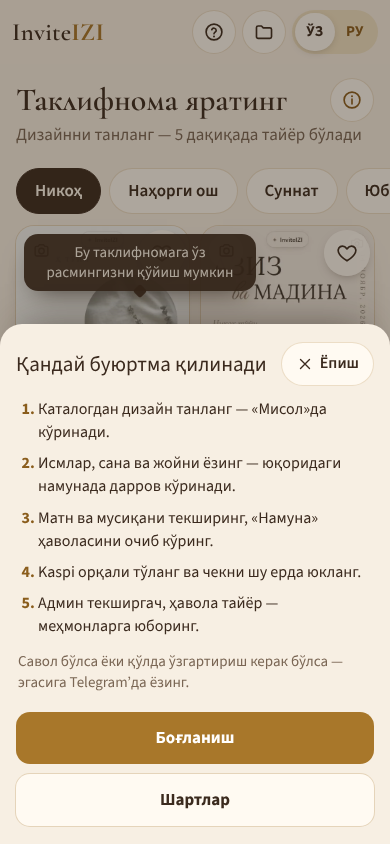 InviteIZI
ЎЗ
РУ
Таклифнома яратинг
Дизайнни танланг — 5 дақиқада тайёр бўлади
Никоҳ
Наҳорги ош
Суннат
Юб
Бу таклифномага ўз
расмингизни қўйиш мумкин
InviteIZI
ИЗ
ва МАДИНА
Қандай буюртма қилинади
Ёпиш
1. Каталогдан дизайн танланг — «Мисол»да
кўринади.
2. Исмлар, сана ва жойни ёзинг — юқоридаги
намунада дарров кўринади.
3. Матн ва мусиқани текширинг, «Намуна»
ҳаволасини очиб кўринг.
4. Kaspi орқали тўланг ва чекни шу ерда юкланг.
5. Админ текширгач, ҳавола тайёр —
меҳмонларга юборинг.
Савол бўлса ёки қўлда ўзгартириш керак бўлса —
эгасига Telegram’да ёзинг.
Боғланиш
Шартлар